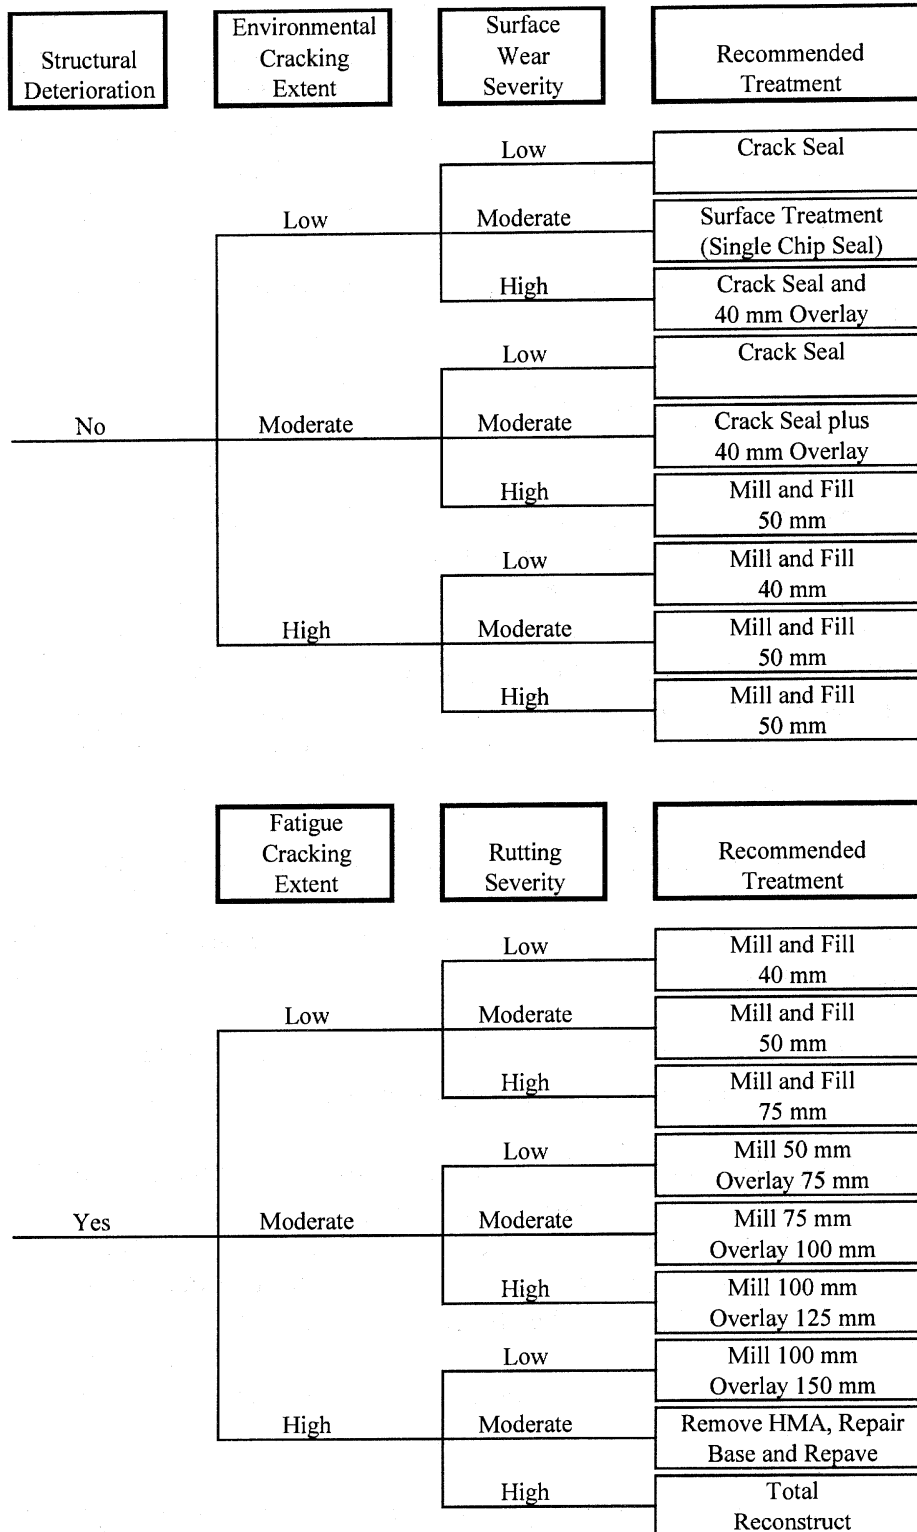 Structural
Deterioration
Environmental
Cracking
Extent
Surface
Wear
Severity
Recommended
Treatment
Low
Crack Seal
Low
Moderate
Surface Treatment
(Single Chip Seal)
High
Crack Seal and
40 mm Overlay
Low
Crack Seal
No
Moderate
Moderate
Crack Seal plus
40 mm Overlay
High
Mill and Fill
50 mm
Low
Mill and Fill
40 mm
High
Moderate
Mill and Fill
50 mm
High
Mill and Fill
50 mm
Fatigue
Cracking
Extent
Rutting
Severity
Recommended
Treatment
Low
Mill and Fill
40 mm
Low
Moderate
Mill and Fill
50 mm
High
Mill and Fill
75 mm
Low
Mill 50 mm
Overlay 75 mm
Yes
Moderate
Moderate
Mill 75 mm
Overlay 100 mm
High
Mill 100 mm
Overlay 125 mm
Low
Mill 100 mm
Overlay 150 mm
High
Moderate
Remove HMA, Repair
Base and Repave
High
Total
Reconstruct